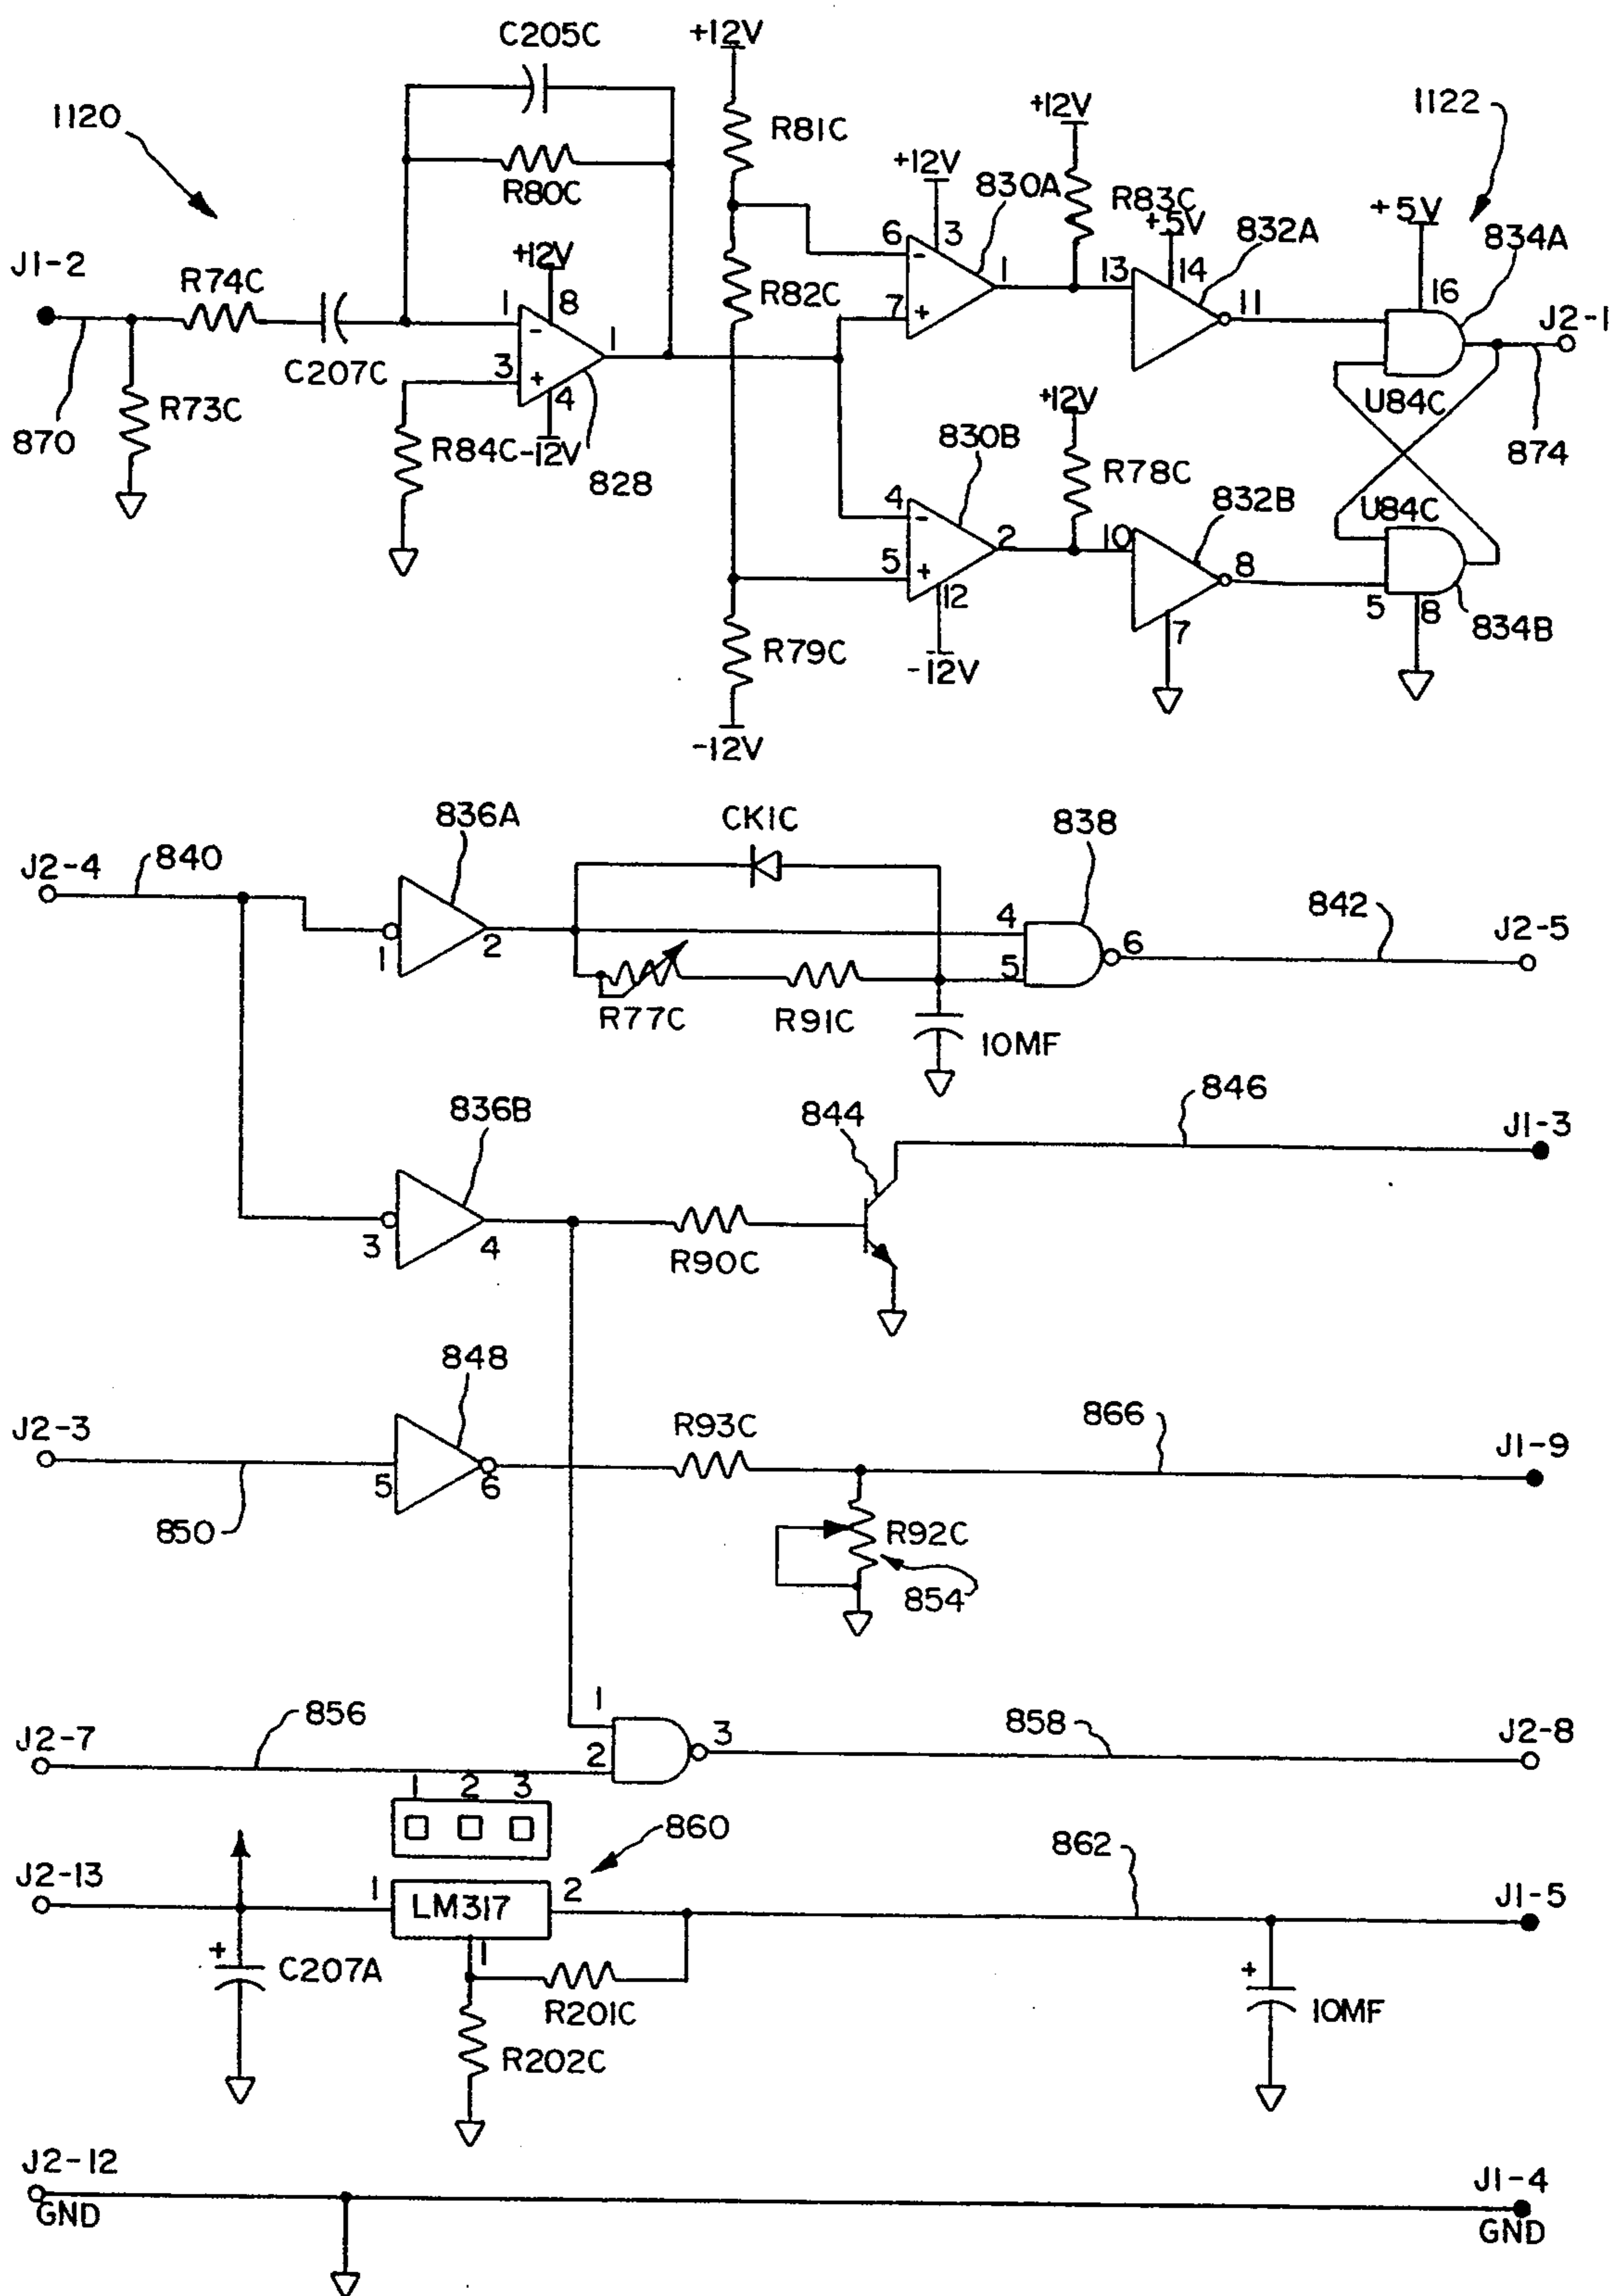 C205C
+12V
1120
R81C
+12V
1122
R80C
+12V
830A
R83C
+5V
832A
+5V
834A
J1-2
R74C
+12V
6
3
-
1
13
14
16
1
8
-
R82C
7
+
11
J2-1
C207C
3
+
1
4
U84C
R73C
870
R84C
-12V
828
830B
+12V
R78C
874
832B
U84C
4
-
2
10
8
5
+
12
5
8
834B
R79C
-12V
7
-12V
836A
CK1C
838
J2-4
840
4
842
J2-5
1
2
5
6
R77C
R91C
10MF
836B
844
846
J1-3
3
4
R90C
848
J2-3
R93C
866
J1-9
5
6
850
R92C
854
J2-7
856
1
2
3
858
J2-8
1
2
3
860
J2-13
1
LM317
2
862
J1-5
+
C207A
1
R201C
R202C
+
10MF
J2-12
GND
J1-4
GND